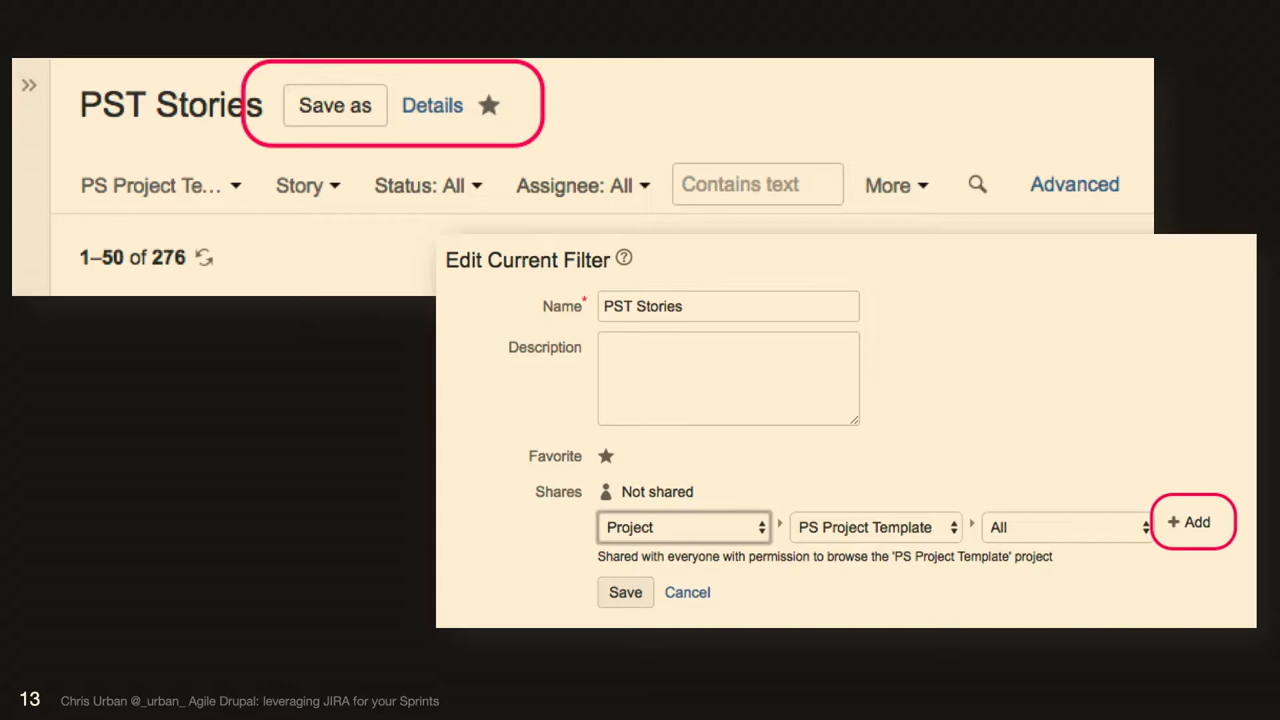 PST Stories Save as Details
PS Project Te... Story Status: All Assignee: All Contains text More Advanced
1–50 of 276
Edit Current Filter
Name* PST Stories
Description
Favorite
Shares Not shared
Project PS Project Template All + Add
Shared with everyone with permission to browse the 'PS Project Template' project
Save Cancel
13 Chris Urban @_urban_ Agile Drupal: leveraging JIRA for your Sprints